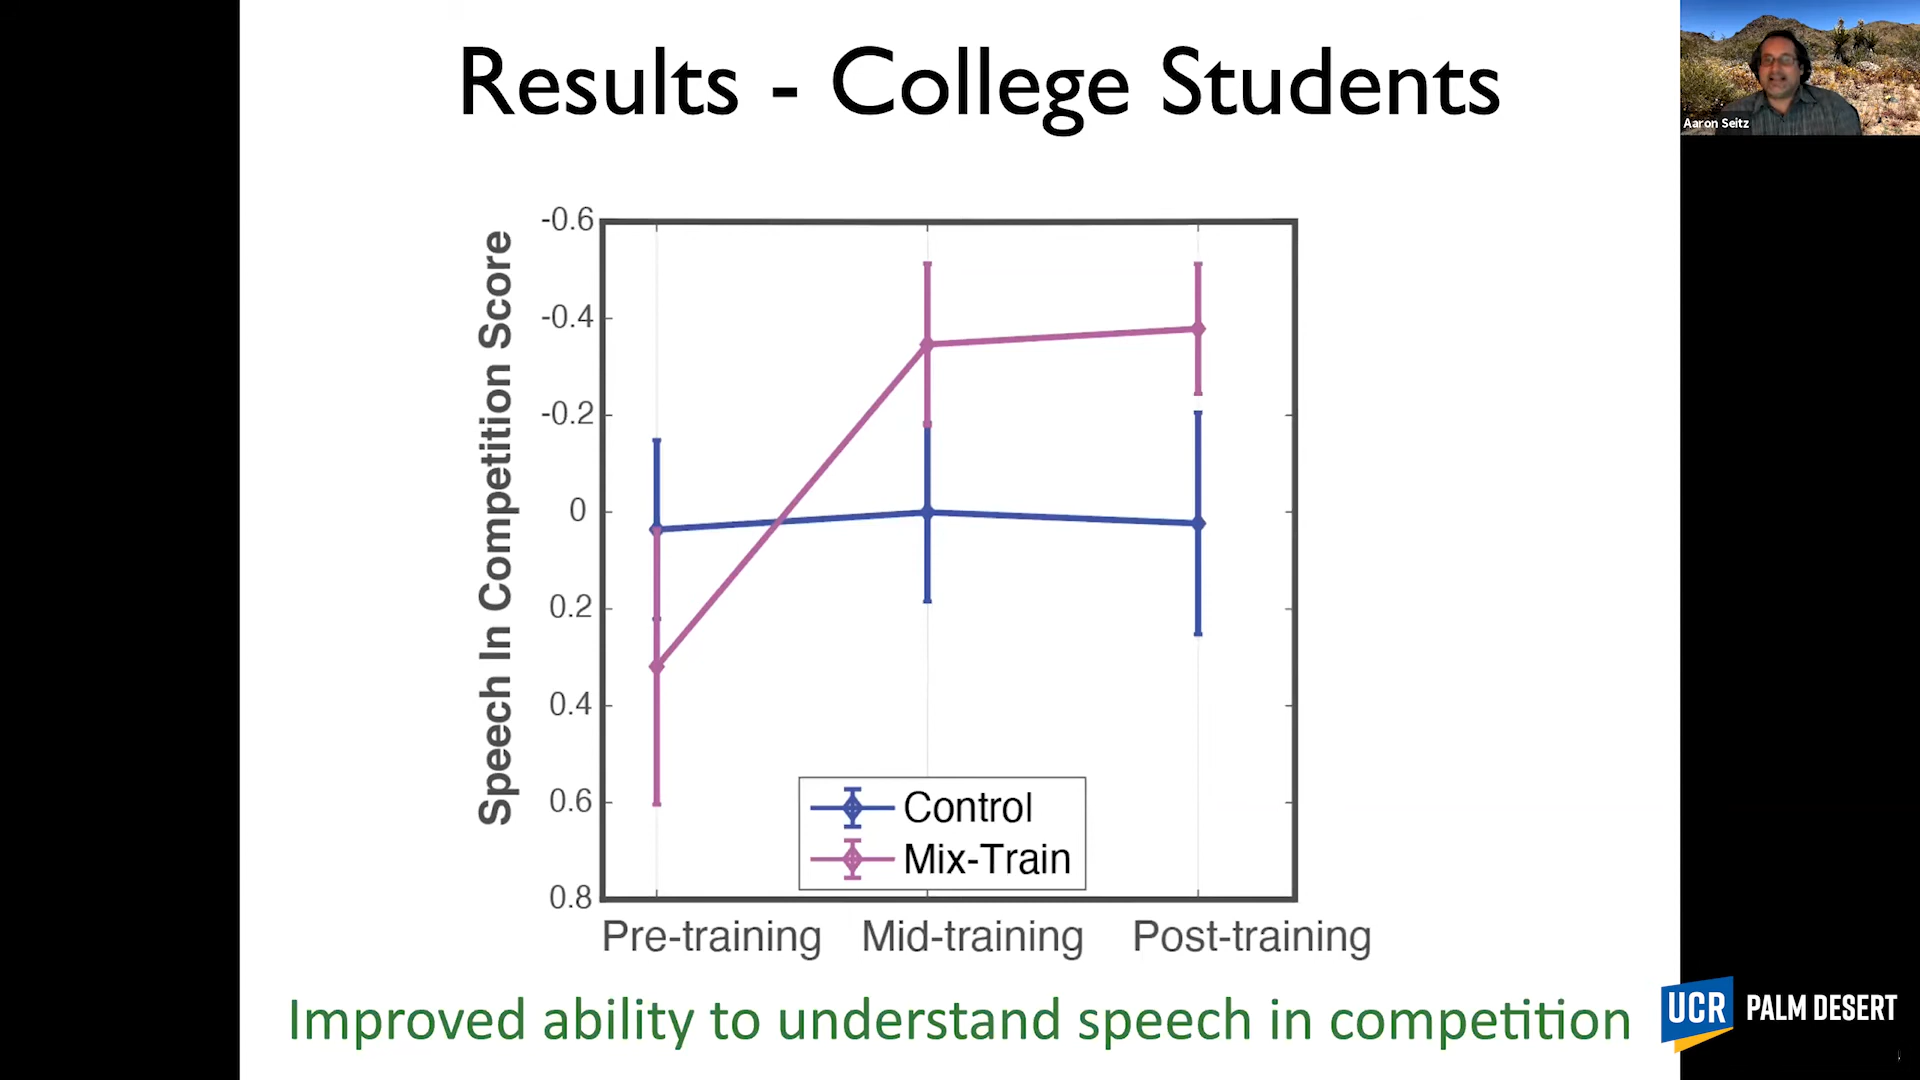 Results - College Students
Aaron Seitz
Speech In Competition Score
-0.6
-0.4
-0.2
0
0.2
0.4
0.6
0.8
Control
Mix-Train
Pre-training Mid-training Post-training
Improved ability to understand speech in competition
UCR PALM DESERT